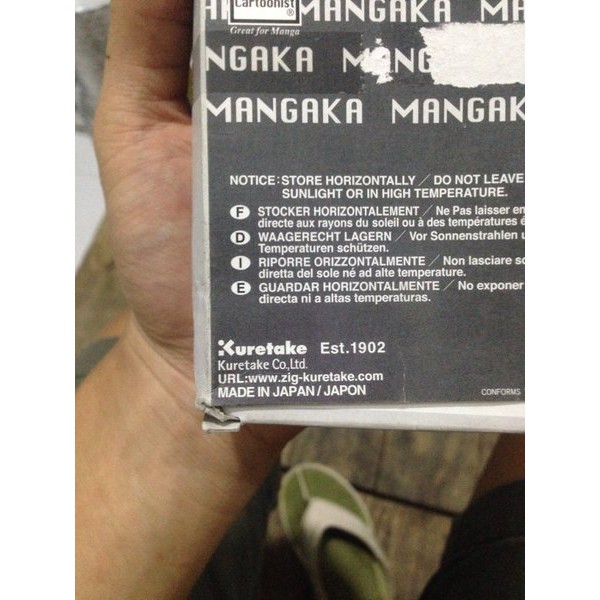 Cartoonist
®
MANGAKA
Great for Manga
NGAKA
MANGAKA MANGAK
NOTICE:STORE HORIZONTALLY / DO NOT LEAVE
SUNLIGHT OR IN HIGH TEMPERATURE.
F STOCKER HORIZONTALEMENT / Ne Pas laisser en
directe aux rayons du soleil ou à des températures é
D WAAGERECHT LAGERN / Vor Sonnenstrahlen u
Temperaturen schützen.
I RIPORRE ORIZZONTALMENTE / Non lasciare so
diretta del sole né ad alte temperature.
E GUARDAR HORIZONTALMENTE / No exponer
directa ni a altas temperaturas.
Kuretake Est.1902
Kuretake Co.,Ltd.
URL:www.zig-kuretake.com
MADE IN JAPAN / JAPON
CONFORMS